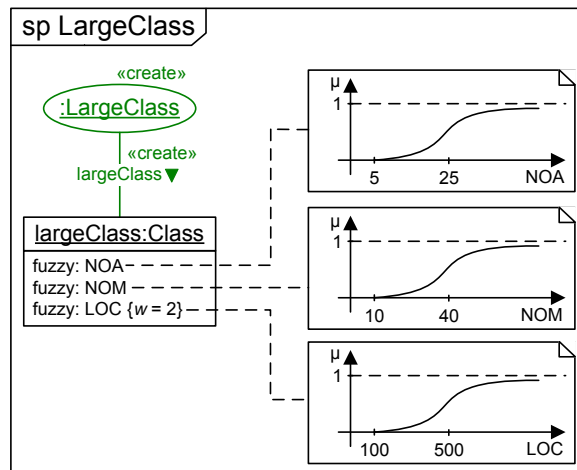 sp LargeClass
«create»
:LargeClass
«create»
largeClass▼
largeClass:Class
fuzzy: NOA
fuzzy: NOM
fuzzy: LOC {w = 2}
μ
1
5 25 NOA
μ
1
10 40 NOM
μ
1
100 500 LOC